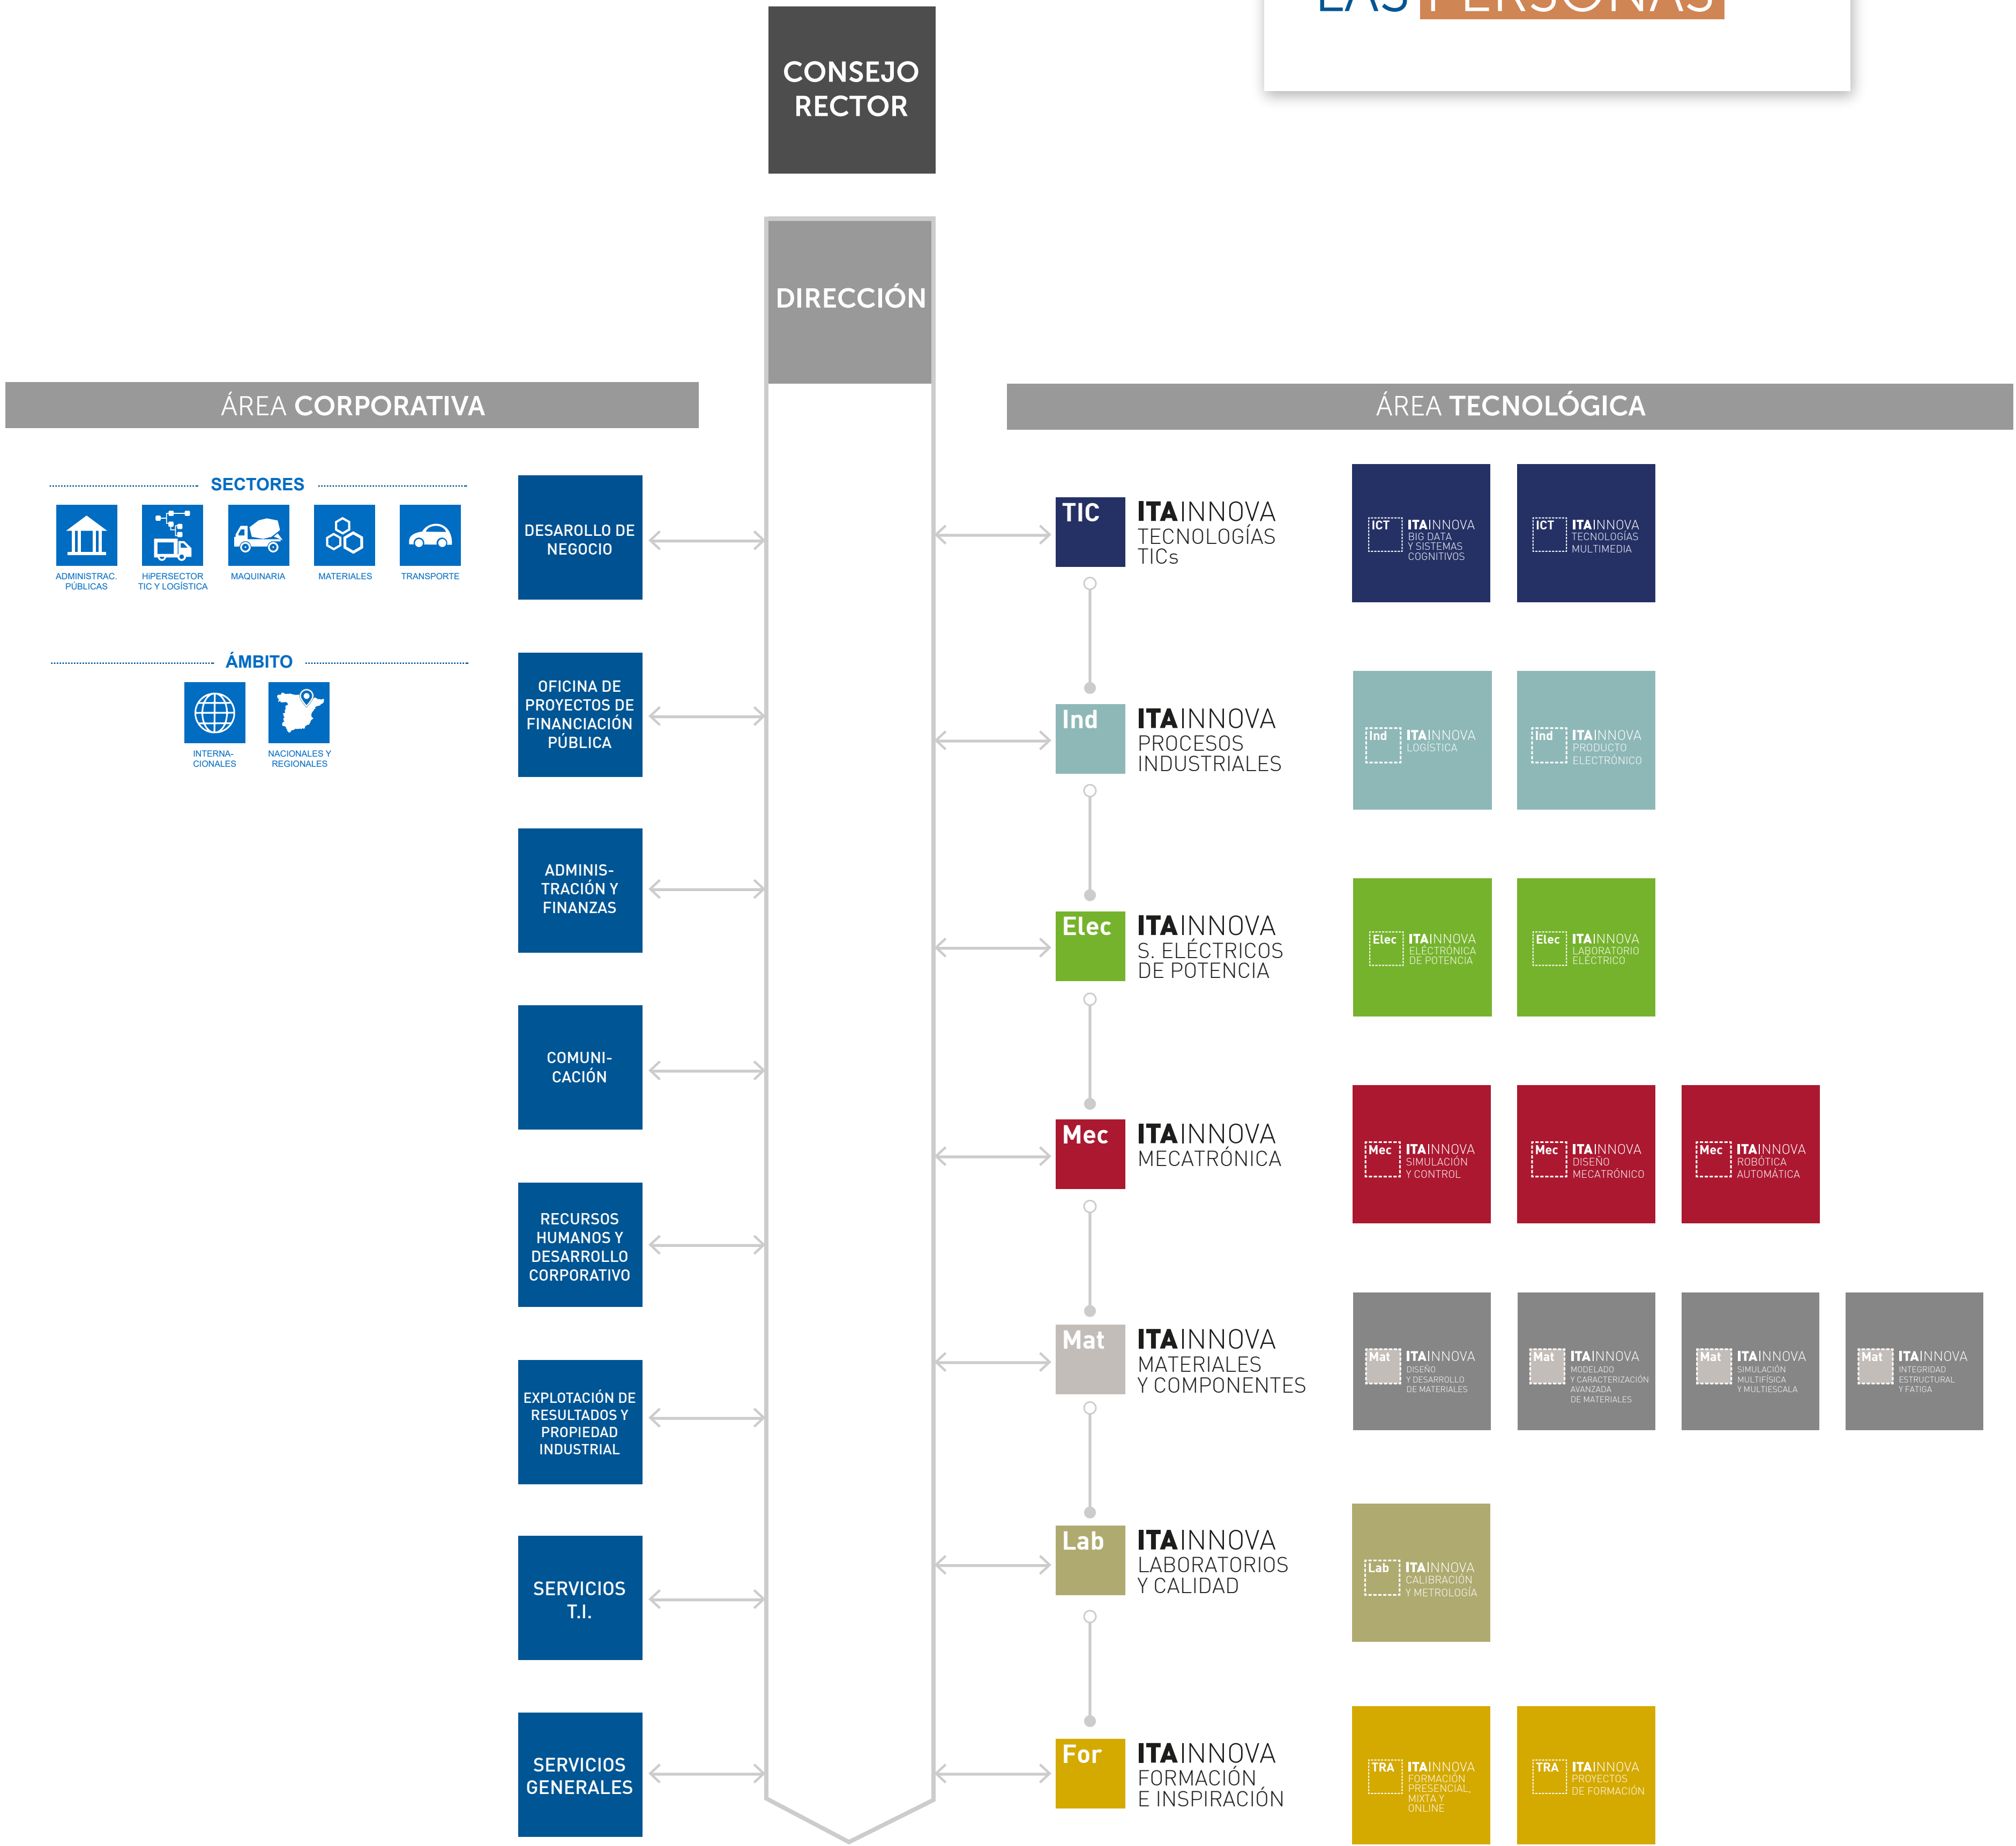 LAS PERSONAS
CONSEJO
RECTOR
DIRECCIÓN
ÁREA CORPORATIVA
SECTORES
ADMINISTRAC.
PÚBLICAS
HiPERSECTOR
TIC Y LOGÍSTICA
MAQUINARIA
MATERIALES
TRANSPORTE
DESAROLLO DE
NEGOCIO
ÁMBITO
INTERNA-
CIONALES
NACIONALES Y
REGIONALES
OFICINA DE
PROYECTOS DE
FINANCIACIÓN
PÚBLICA
ADMINIS-
TRACIÓN Y
FINANZAS
COMUNI-
CACIÓN
RECURSOS
HUMANOS Y
DESARROLLO
CORPORATIVO
EXPLOTACIÓN DE
RESULTADOS Y
PROPIEDAD
INDUSTRIAL
SERVICIOS
T.I.
SERVICIOS
GENERALES
ÁREA TECNOLÓGICA
TIC
ITAINNOVA
TECNOLOGÍAS
TICs
ICT
ITAINNOVA
BIG DATA
Y SISTEMAS
COGNITIVOS
ICT
ITAINNOVA
TECNOLOGÍAS
MULTIMEDIA
Ind
ITAINNOVA
PROCESOS
INDUSTRIALES
Ind
ITAINNOVA
LOGÍSTICA
Ind
ITAINNOVA
PRODUCTO
ELECTRÓNICO
Elec
ITAINNOVA
S. ELÉCTRICOS
DE POTENCIA
Elec
ITAINNOVA
ELÉCTRÓNICA
DE POTENCIA
Elec
ITAINNOVA
LABORATORIO
ELÉCTRICO
Mec
ITAINNOVA
MECATRÓNICA
Mec
ITAINNOVA
SIMULACIÓN
Y CONTROL
Mec
ITAINNOVA
DISEÑO
MECATRÓNICO
Mec
ITAINNOVA
ROBÓTICA
AUTOMÁTICA
Mat
ITAINNOVA
MATERIALES
Y COMPONENTES
Mat
ITAINNOVA
DISEÑO
Y DESARROLLO
DE MATERIALES
Mat
ITAINNOVA
MODELADO
Y CARACTERIZACIÓN
AVANZADA
DE MATERIALES
Mat
ITAINNOVA
SIMULACIÓN
MULTIFÍSICA
Y MULTIESCALA
Mat
ITAINNOVA
INTEGRIDAD
ESTRUCTURAL
Y FATIGA
Lab
ITAINNOVA
LABORATORIOS
Y CALIDAD
Lab
ITAINNOVA
CALIBRACIÓN
Y METROLOGÍA
For
ITAINNOVA
FORMACIÓN
E INSPIRACIÓN
TRA
ITAINNOVA
FORMACIÓN
PRESENCIAL,
MIXTA Y
ONLINE
TRA
ITAINNOVA
PROYECTOS
DE FORMACIÓN